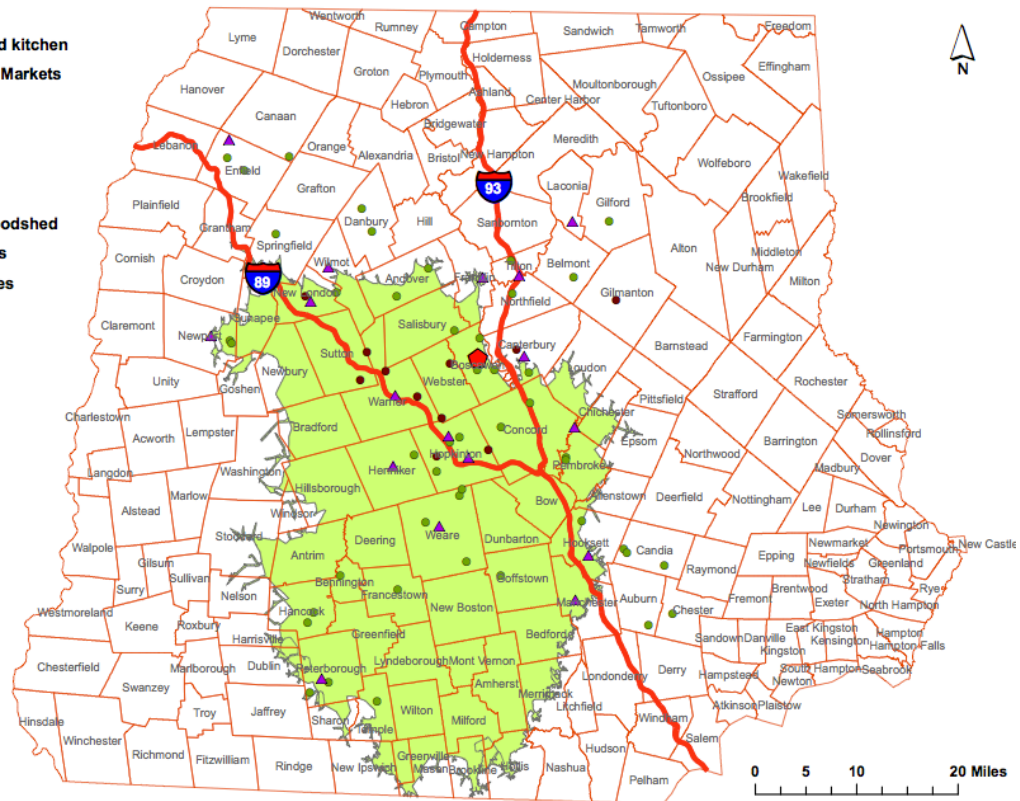 d kitchen
Markets
odshed
s
es
N
Wentworth
Rumney
Campton
Sandwich
Tamworth
Freedom
Lyme
Dorchester
Holderness
Effingham
Groton
Plymouth
Ossipee
Hanover
Ashland
Moultonborough
Center Harbor
Tuftonboro
Hebron
Canaan
Bridgewater
Meredith
Lebanon
Orange
Alexandria
Bristol
New Hampton
Wolfeboro
Enfield
Wakefield
Grafton
93
Laconia
Gilford
Brookfield
Plainfield
Danbury
Hill
Sanbornton
Grantham
Springfield
Alton
Middleton
Cornish
Wilmot
Andover
Franklin
Tilton
Belmont
New Durham
Milton
Croydon
89
New London
Northfield
Gilmanton
Claremont
Sunapee
Salisbury
Farmington
Newport
Canterbury
Barnstead
Sutton
Boscawen
Loudon
Unity
Goshen
Newbury
Webster
Rochester
Pittsfield
Strafford
Charlestown
Warner
Chichester
Somersworth
Acworth
Lempster
Bradford
Concord
Epsom
Barrington
Rollinsford
Langdon
Washington
Henniker
Hopkinton
Pembroke
Northwood
Dover
Madbury
Marlow
Hillsborough
Bow
Allenstown
Deerfield
Nottingham
Alstead
Windsor
Lee
Durham
Newington
Stoddard
Deering
Weare
Dunbarton
Hooksett
Candia
Walpole
Antrim
Epping
Newmarket
Portsmouth
New Castle
Gilsum
Raymond
Newfields
Greenland
Surry
Sullivan
Nelson
Bennington
Francestown
Goffstown
Stratham
Brentwood
Rye
Westmoreland
Hancock
New Boston
Manchester
Auburn
Chester
Fremont
Exeter
North Hampton
Keene
Roxbury
Harrisville
Greenfield
Bedford
Sandown
Danville
East Kingston
Kensington
Hampton
Kingston
Hampton Falls
Chesterfield
Marlborough
Dublin
Peterborough
Lyndeborough
Mont Vernon
Londonderry
Derry
Hampstead
South Hampton
Seabrook
Newton
Swanzey
Amherst
Merrimack
Litchfield
Atkinson
Plaistow
Hinsdale
Troy
Jaffrey
Sharon
Temple
Wilton
Milford
Windham
Winchester
Salem
Richmond
Fitzwilliam
Rindge
New Ipswich
Greenville
Mason
Brookline
Hollis
Nashua
Hudson
Pelham
0 5 10 20 Miles